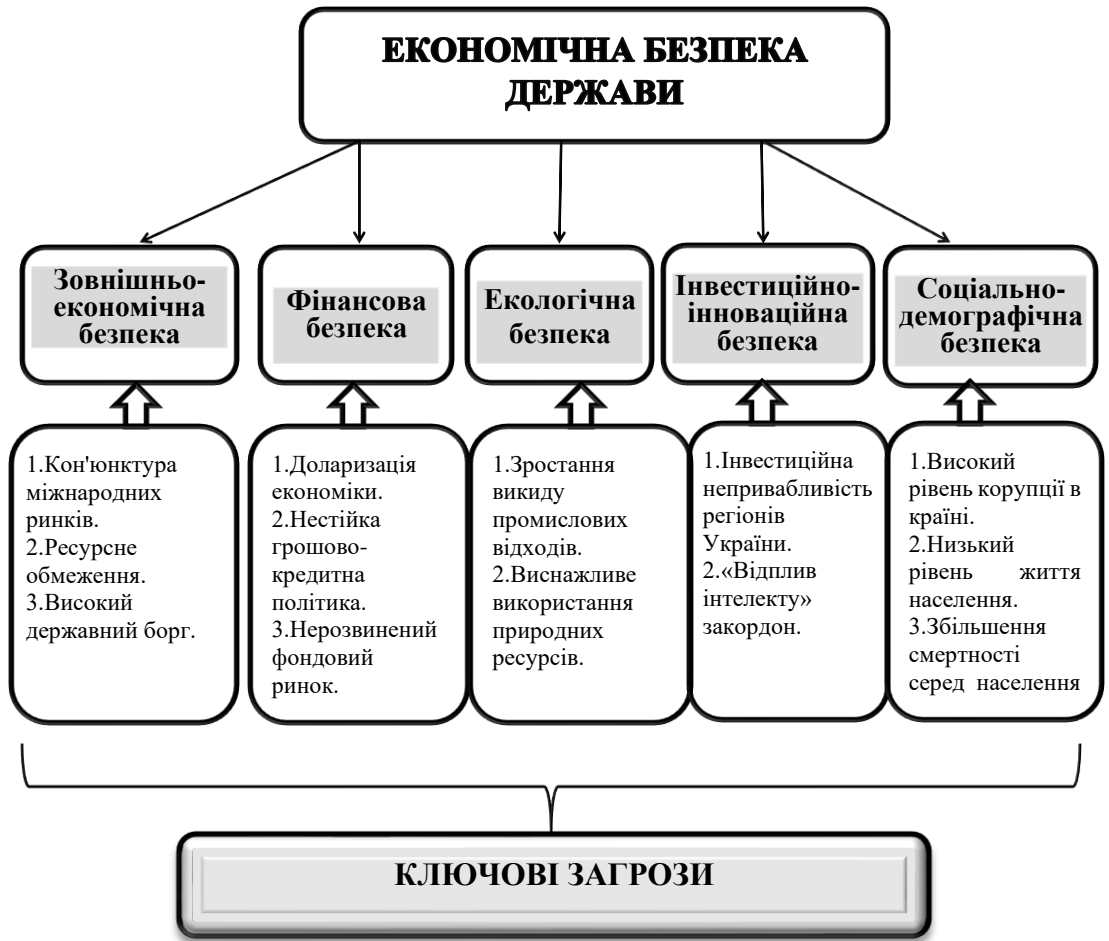 ЕКОНОМІЧНА БЕЗПЕКА
ДЕРЖАВИ
Зовнішньо-
економічна
безпека
Фінансова
безпека
Екологічна
безпека
Інвестиційно-
інноваційна
безпека
Соціально-
демографічна
безпека
1.Кон'юнктура
міжнародних
ринків.
2.Ресурсне
обмеження.
3.Високий
державний борг.
1.Доларизація
економіки.
2.Нестійка
грошово-
кредитна
політика.
3.Нерозвинений
фондовий
ринок.
1.Зростання
викиду
промислових
відходів.
2.Виснажливе
використання
природних
ресурсів.
1.Інвестиційна
непривабливість
регіонів
України.
2.«Відплив
інтелекту»
закордон.
1.Високий
рівень корупції в
країні.
2.Низький
рівень життя
населення.
3.Збільшення
смертності
серед населення
КЛЮЧОВІ ЗАГРОЗИ